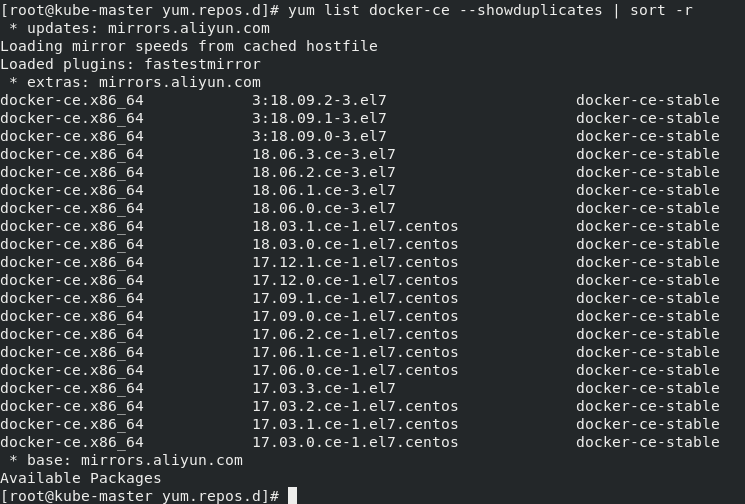 [root@kube-master yum.repos.d]# yum list docker-ce --showduplicates | sort -r
 * updates: mirrors.aliyun.com
Loading mirror speeds from cached hostfile
Loaded plugins: fastestmirror
 * extras: mirrors.aliyun.com
docker-ce.x86_64            3:18.09.2-3.el7                     docker-ce-stable
docker-ce.x86_64            3:18.09.1-3.el7                     docker-ce-stable
docker-ce.x86_64            3:18.09.0-3.el7                     docker-ce-stable
docker-ce.x86_64            18.06.3.ce-3.el7                    docker-ce-stable
docker-ce.x86_64            18.06.2.ce-3.el7                    docker-ce-stable
docker-ce.x86_64            18.06.1.ce-3.el7                    docker-ce-stable
docker-ce.x86_64            18.06.0.ce-3.el7                    docker-ce-stable
docker-ce.x86_64            18.03.1.ce-1.el7.centos             docker-ce-stable
docker-ce.x86_64            18.03.0.ce-1.el7.centos             docker-ce-stable
docker-ce.x86_64            17.12.1.ce-1.el7.centos             docker-ce-stable
docker-ce.x86_64            17.12.0.ce-1.el7.centos             docker-ce-stable
docker-ce.x86_64            17.09.1.ce-1.el7.centos             docker-ce-stable
docker-ce.x86_64            17.09.0.ce-1.el7.centos             docker-ce-stable
docker-ce.x86_64            17.06.2.ce-1.el7.centos             docker-ce-stable
docker-ce.x86_64            17.06.1.ce-1.el7.centos             docker-ce-stable
docker-ce.x86_64            17.06.0.ce-1.el7.centos             docker-ce-stable
docker-ce.x86_64            17.03.3.ce-1.el7                    docker-ce-stable
docker-ce.x86_64            17.03.2.ce-1.el7.centos             docker-ce-stable
docker-ce.x86_64            17.03.1.ce-1.el7.centos             docker-ce-stable
docker-ce.x86_64            17.03.0.ce-1.el7.centos             docker-ce-stable
 * base: mirrors.aliyun.com
Available Packages
[root@kube-master yum.repos.d]#